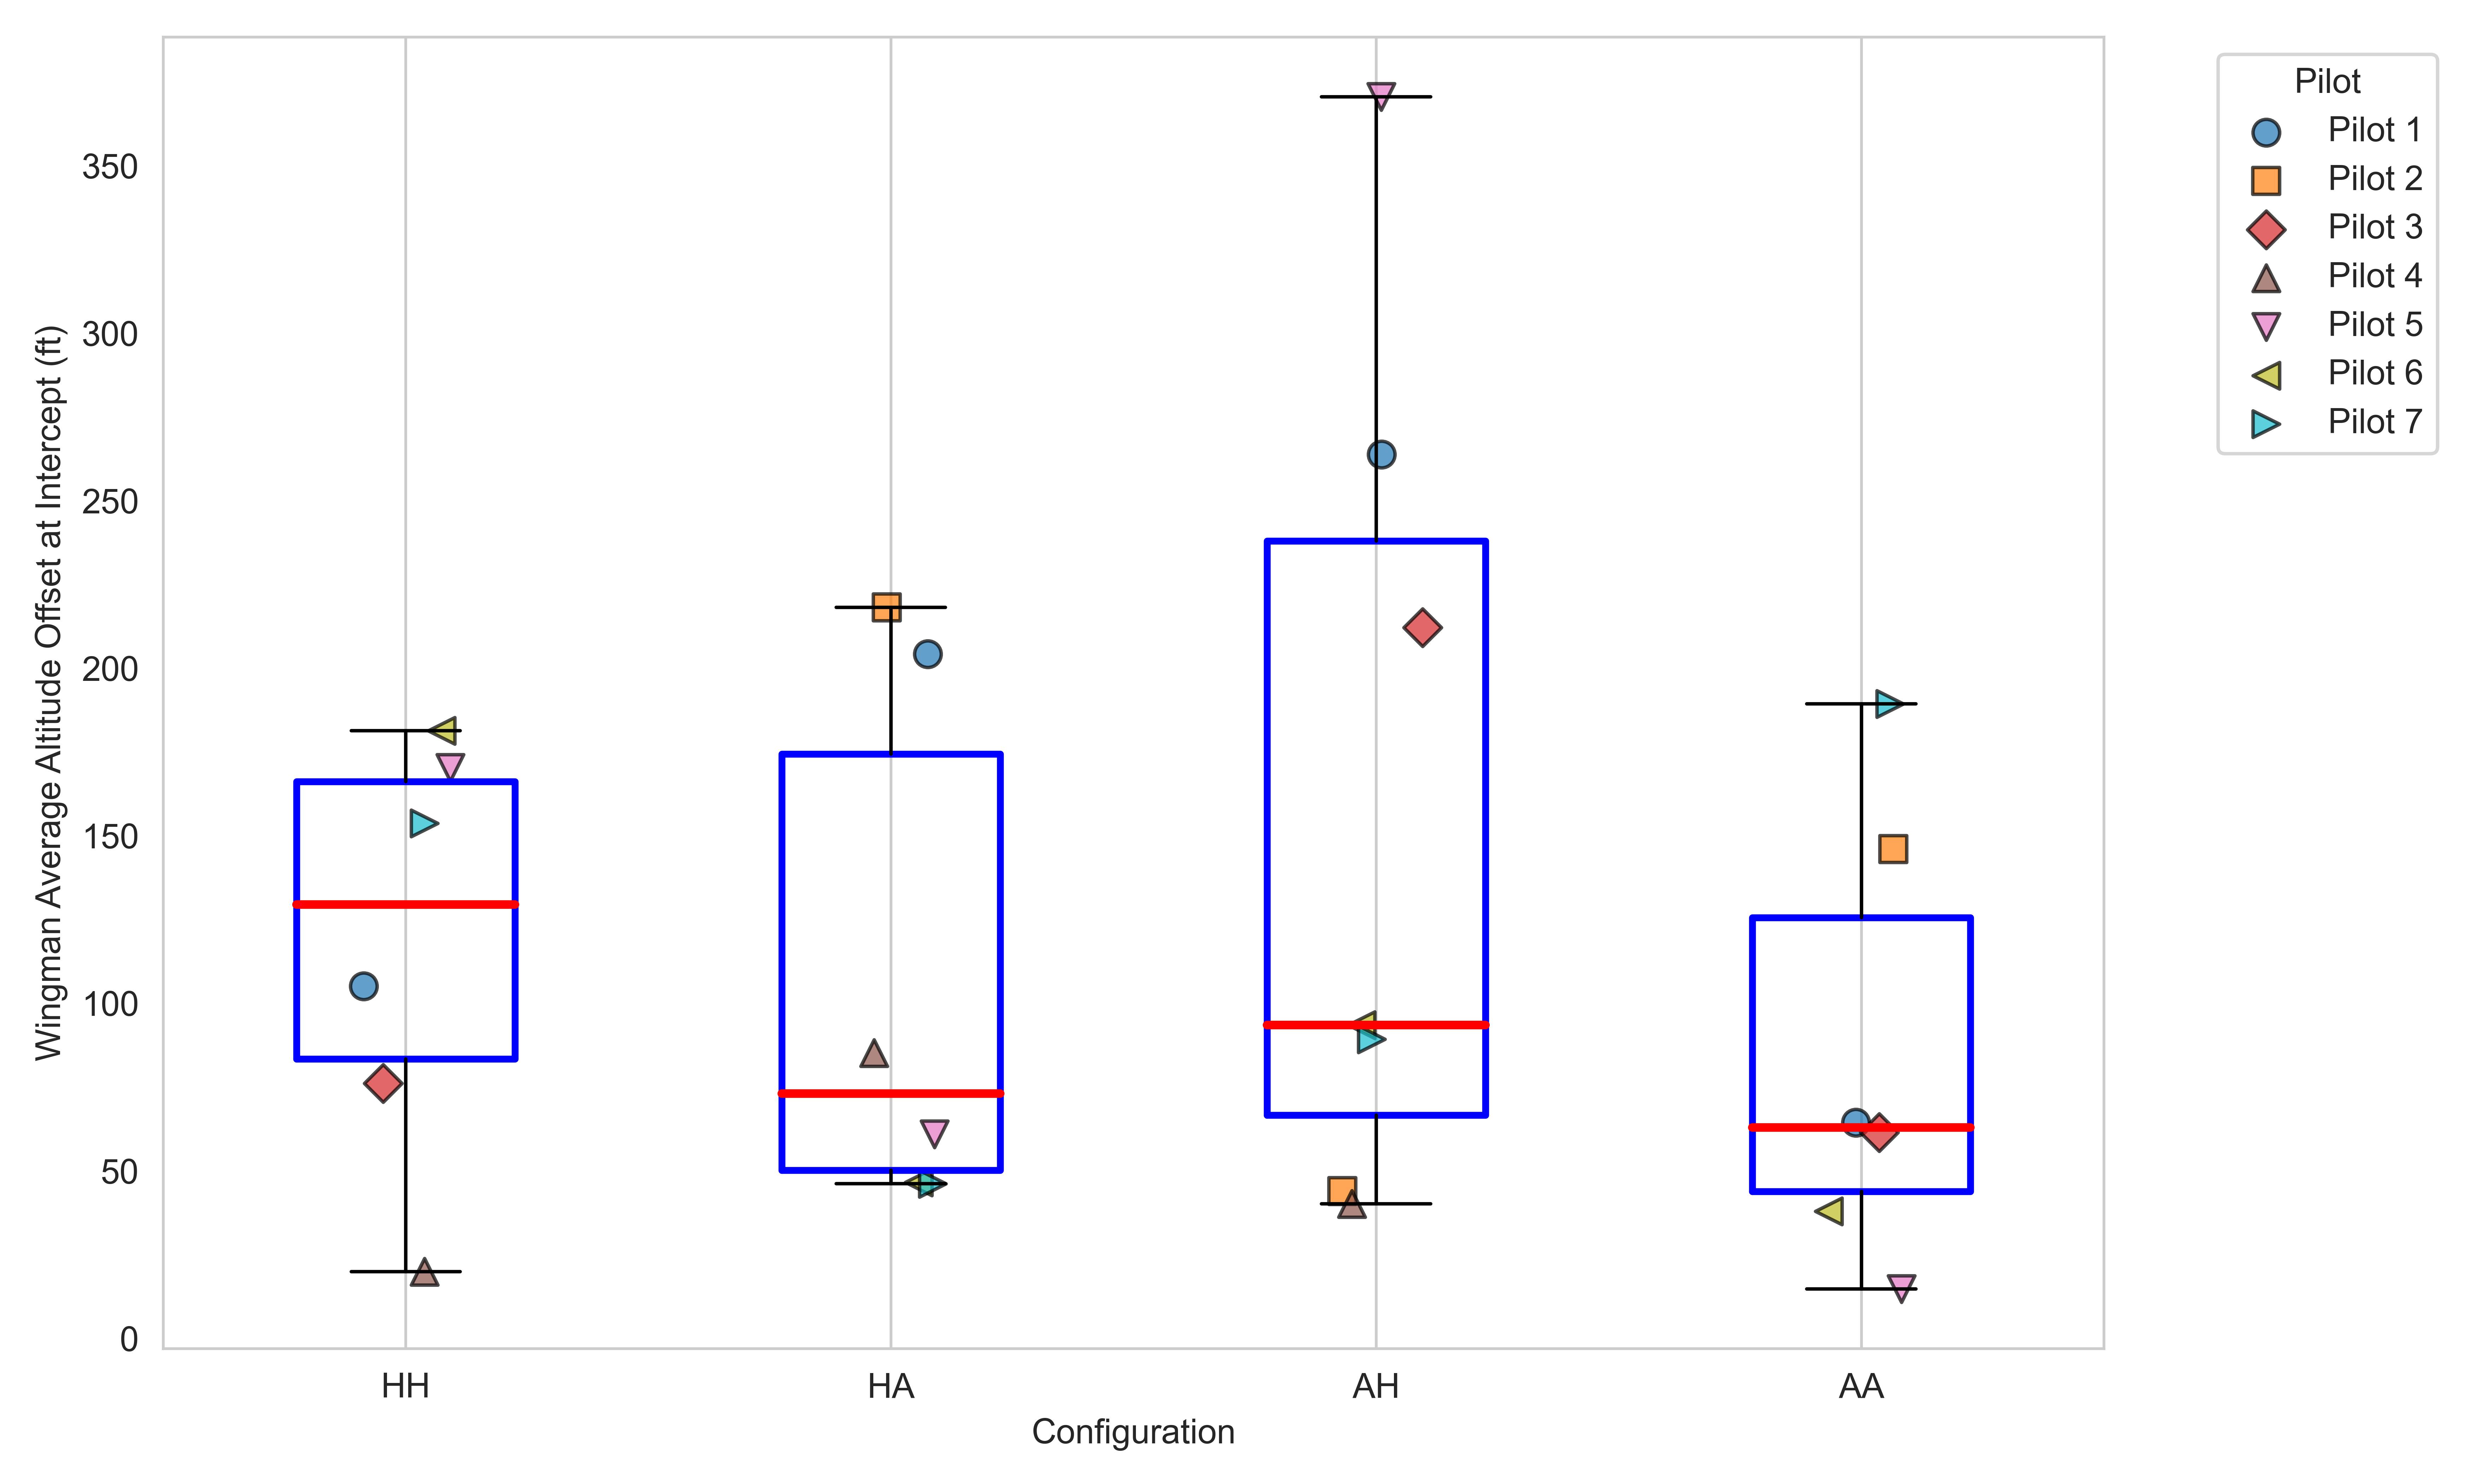 Wingman Average Altitude Offset at Intercept (ft)
350
300
250
200
150
100
50
0
HH HA AH AA
Configuration
Pilot
Pilot 1
Pilot 2
Pilot 3
Pilot 4
Pilot 5
Pilot 6
Pilot 7